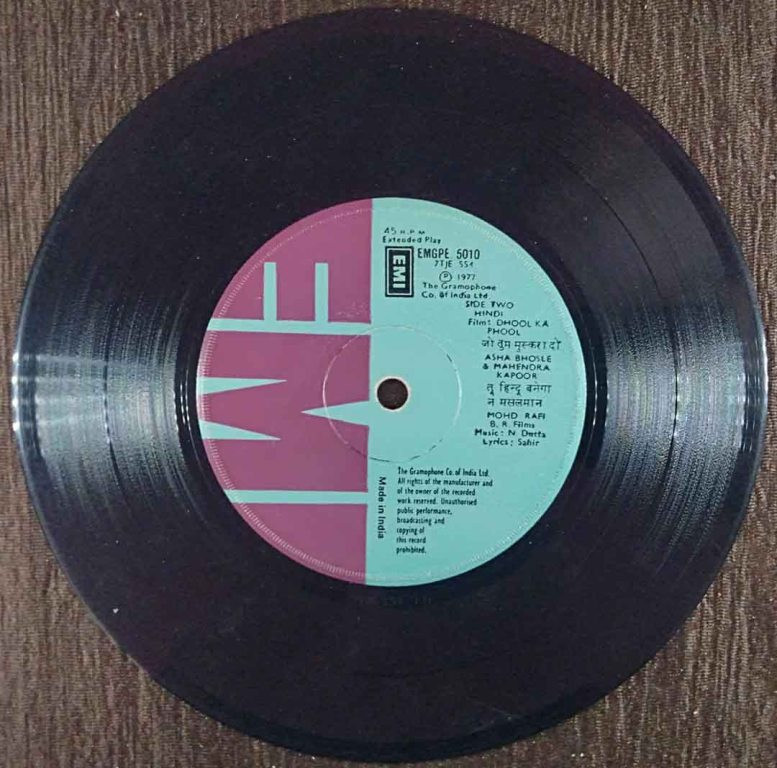 45 R.P.M
Extended Play
EMI
EMGPE. 5010
7TJE 554
Ⓟ 1977
The Gramophone
Co. of India Ltd.
SIDE TWO
HINDI
Film: DHOOL KA
PHOOL
जो तुम मुस्करा दो
ASHA BHOSLE
& MAHENDRA
KAPOOR
तू हिन्दू बनेगा
न मुसलमान
MOHD RAFI
B. R. Films
Music: N Dutta
Lyrics: Sahir
EMI
Made in India
The Gramophone Co. of India Ltd.
All rights of the manufacturer and
of the owner of the recorded
work reserved. Unauthorised
public performance,
broadcasting and
copying of
this record
prohibited.